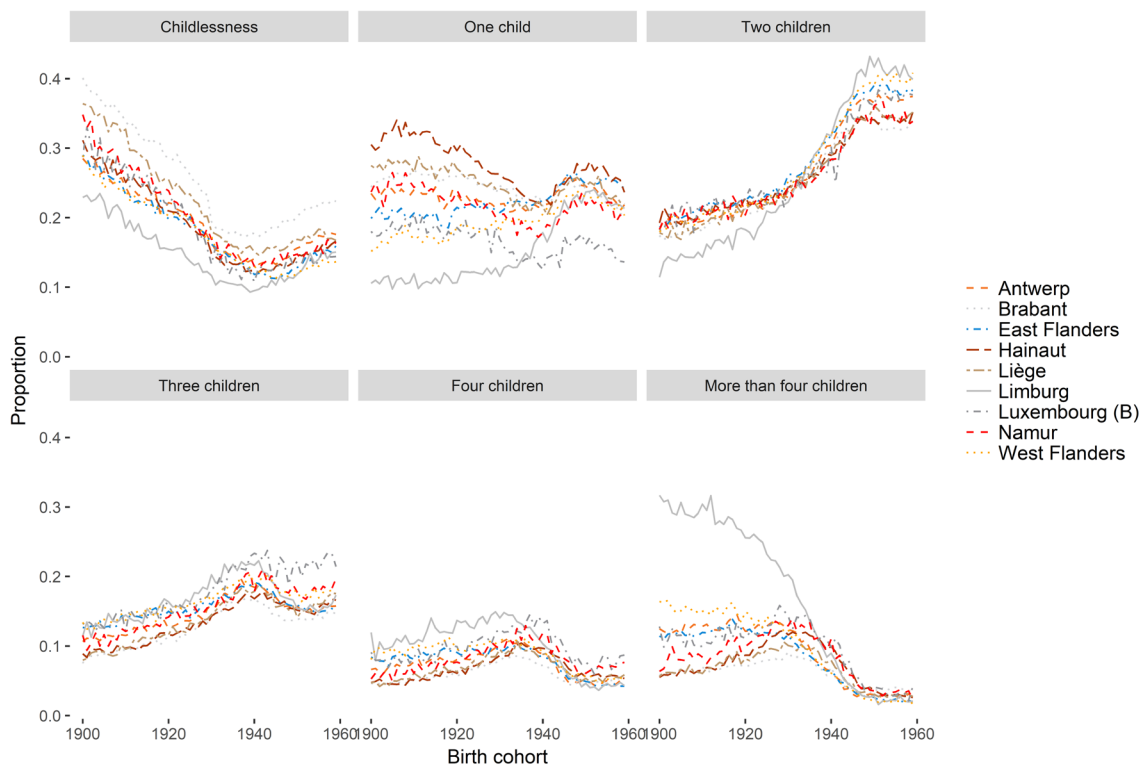 Childlessness
One child
Two children
0.4
0.3
0.2
0.1
0.0
Three children
Four children
More than four children
0.4
0.3
0.2
0.1
0.0
1900
1920
1940
1960
1900
1920
1940
1960
1900
1920
1940
1960
Proportion
Birth cohort
Antwerp
Brabant
East Flanders
Hainaut
Liège
Limburg
Luxembourg (B)
Namur
West Flanders